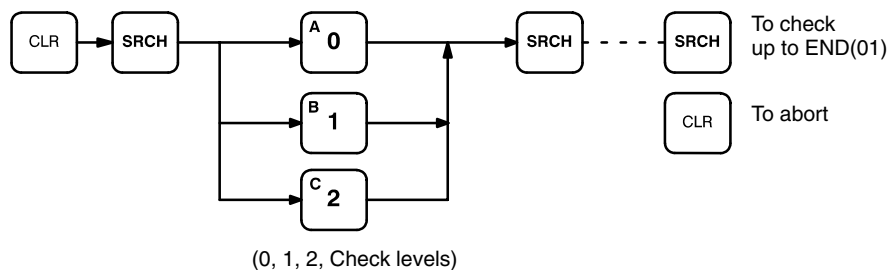 CLR
SRCH
A
0
SRCH
SRCH
To check
up to END(01)
B
1
CLR
To abort
C
2
(0, 1, 2, Check levels)